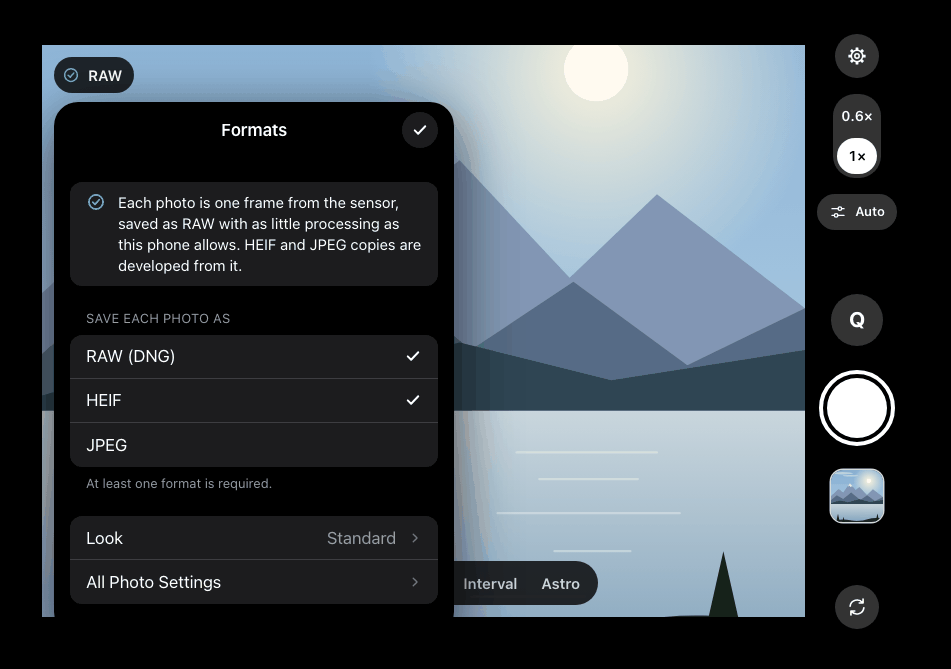 RAW
Formats
Each photo is one frame from the sensor,
saved as RAW with as little processing as
this phone allows. HEIF and JPEG copies are
developed from it.
SAVE EACH PHOTO AS
RAW (DNG)
HEIF
JPEG
At least one format is required.
Look Standard
All Photo Settings
Interval Astro
0.6×
1×
Auto
Q